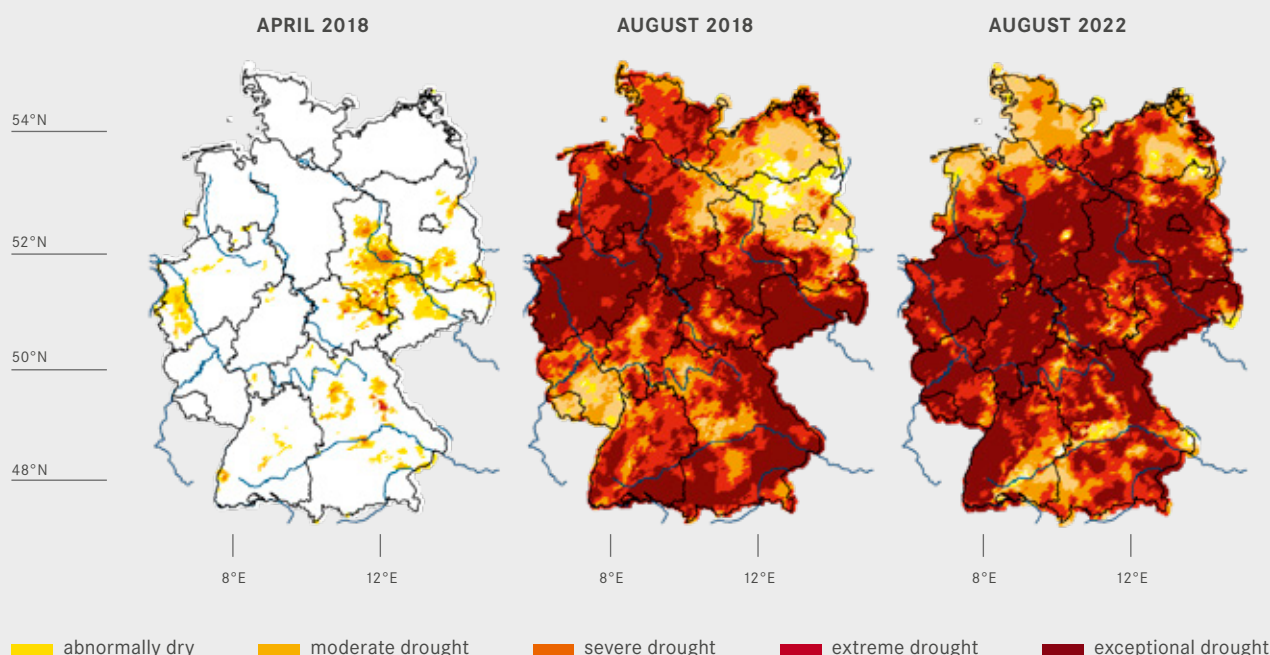 APRIL 2018
AUGUST 2018
AUGUST 2022
54°N
52°N
50°N
48°N
8°E
12°E
8°E
12°E
8°E
12°E
abnormally dry
moderate drought
severe drought
extreme drought
exceptional drought